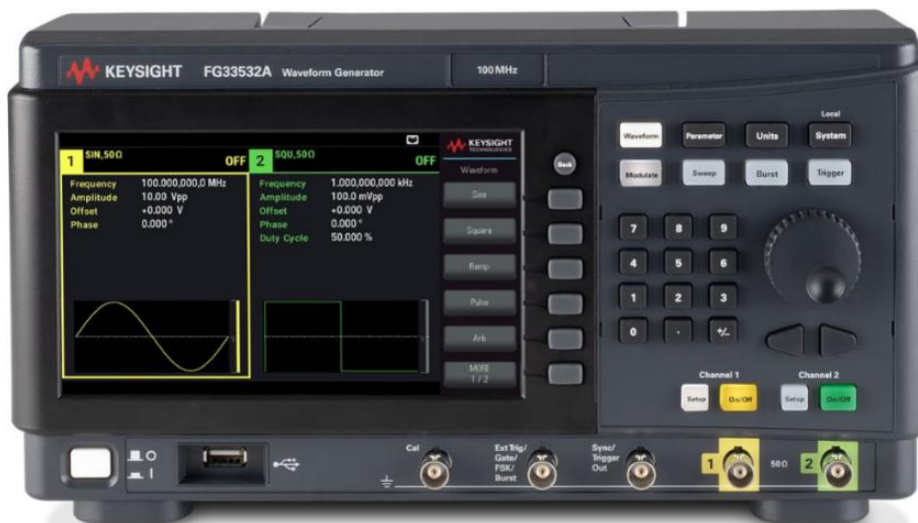 KEYSIGHT FG33532A Waveform Generator 100 MHz
1 SIN,50Ω OFF
Frequency 100.000,000,0 MHz
Amplitude 10.00 Vpp
Offset +0.000 V
Phase 0.000°
2 SQU,50Ω OFF
Frequency 1.000,000,000 kHz
Amplitude 100.0 mVpp
Offset +0.000 V
Phase 0.000°
Duty Cycle 50.000 %
KEYSIGHT
TECHNOLOGIES
Waveform
Sine
Square
Ramp
Pulse
Arb
MORE
1 / 2
Back
Local
Waveform Parameter Units System
Modulate Sweep Burst Trigger
7 8 9
4 5 6
1 2 3
0 . +/-
Channel 1 Channel 2
Setup On/Off Setup On/Off
Cal
Ext Trig/
Gate/
FSK/
Burst
Sync/
Trigger
Out
1 50Ω 2